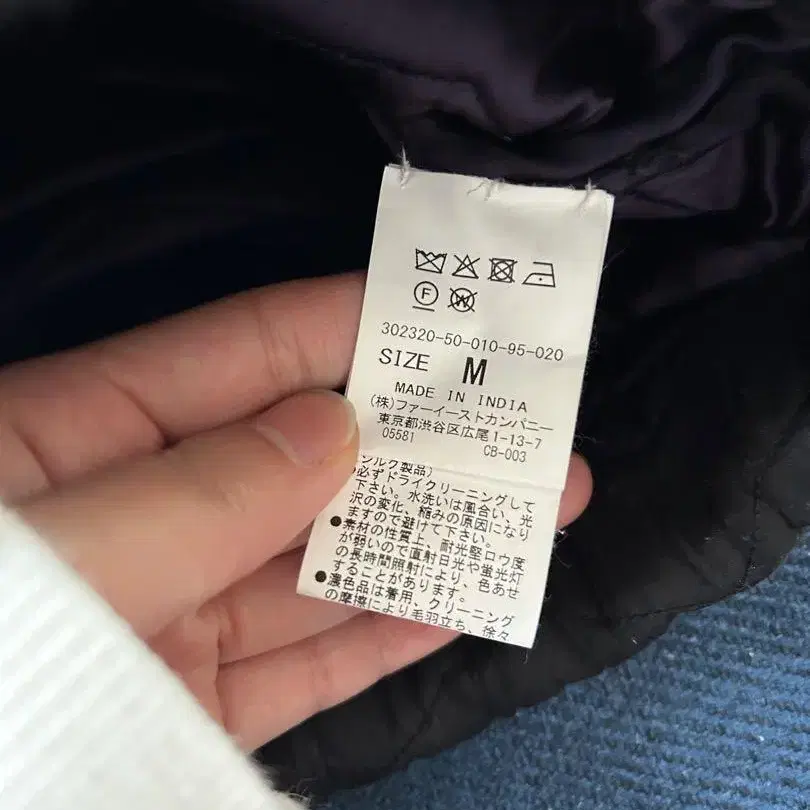 F W
302320-50-010-95-020
SIZE M
MADE IN INDIA
(株)ファーイーストカンパニー
東京都渋谷区広尾1-13-7
05581 CB-003
シルク製品)
必ずドライクリーニングして
下さい。水洗いは風合い、光
沢の変化、縮みの原因になり
ますので避けて下さい。
●素材の性質上、耐光堅ロウ度
が弱いので直射日光や蛍光灯
の長時間照射により、色あせ
することがあります。
●濃色品は着用、クリーニング
の摩擦により毛羽立ち、徐々